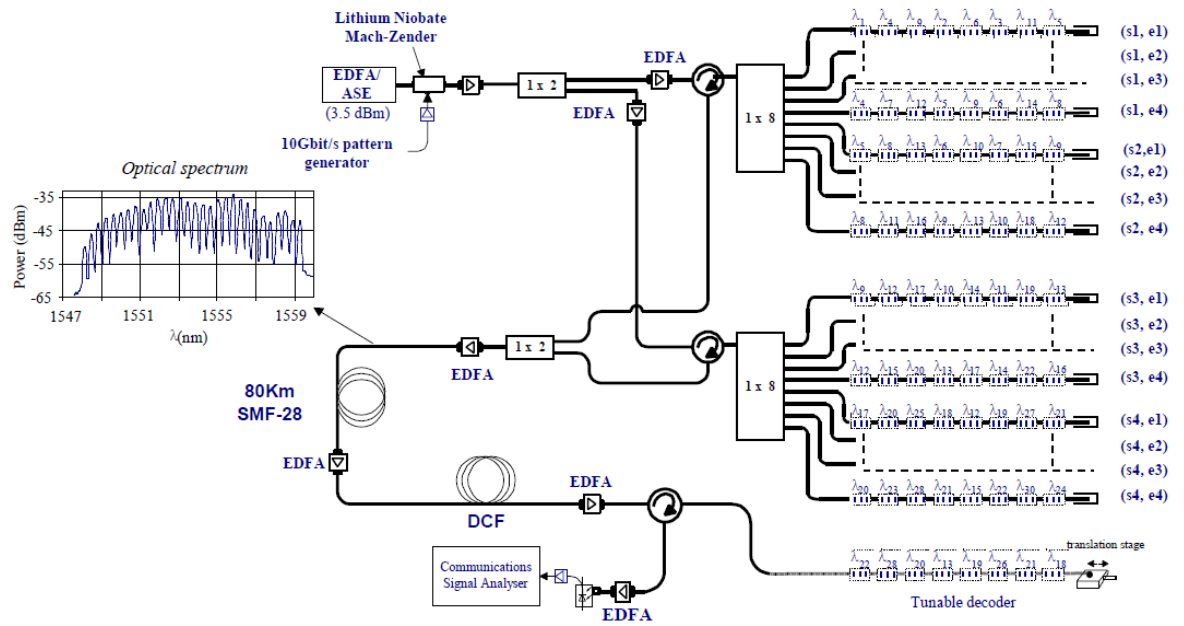 Lithium Niobate
Mach-Zender
EDFA/
ASE
(3.5 dBm)
10Gbit/s pattern
generator
1 x 2
EDFA
EDFA
1 x 8
λ1 λ4 λ9 λ2 λ6 λ3 λ11 λ5
(s1, e1)
(s1, e2)
(s1, e3)
λ4 λ7 λ12 λ5 λ9 λ6 λ14 λ8
(s1, e4)
λ5 λ8 λ13 λ6 λ10 λ7 λ15 λ9
(s2,e1)
(s2, e2)
(s2, e3)
λ8 λ11 λ16 λ9 λ13 λ10 λ18 λ12
(s2, e4)
Optical spectrum
-35
-45
-55
-65
Power (dBm)
1547 1551 1555 1559
λ(nm)
1 x 2
EDFA
1 x 8
λ9 λ12 λ17 λ10 λ14 λ11 λ19 λ13
(s3, e1)
(s3, e2)
(s3, e3)
λ12 λ15 λ20 λ13 λ17 λ14 λ22 λ16
(s3, e4)
λ17 λ20 λ25 λ18 λ12 λ19 λ27 λ21
(s4, e1)
(s4, e2)
(s4, e3)
λ20 λ23 λ28 λ21 λ15 λ22 λ30 λ24
(s4, e4)
80Km
SMF-28
EDFA
DCF
EDFA
Communications
Signal Analyser
EDFA
translation stage
λ22 λ28 λ20 λ13 λ19 λ26 λ21 λ18
Tunable decoder